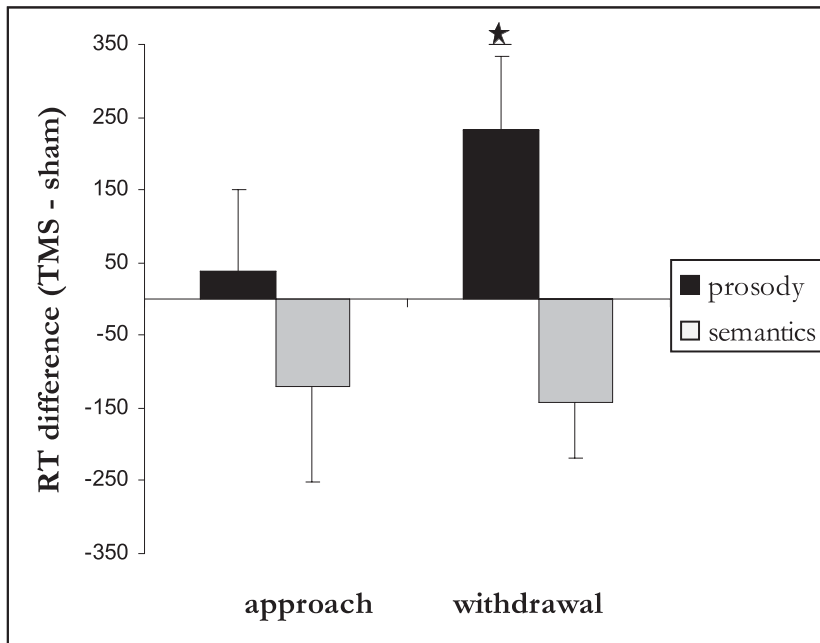 RT difference (TMS - sham)
350
250
150
50
-50
-150
-250
-350
★
prosody
semantics
approach withdrawal